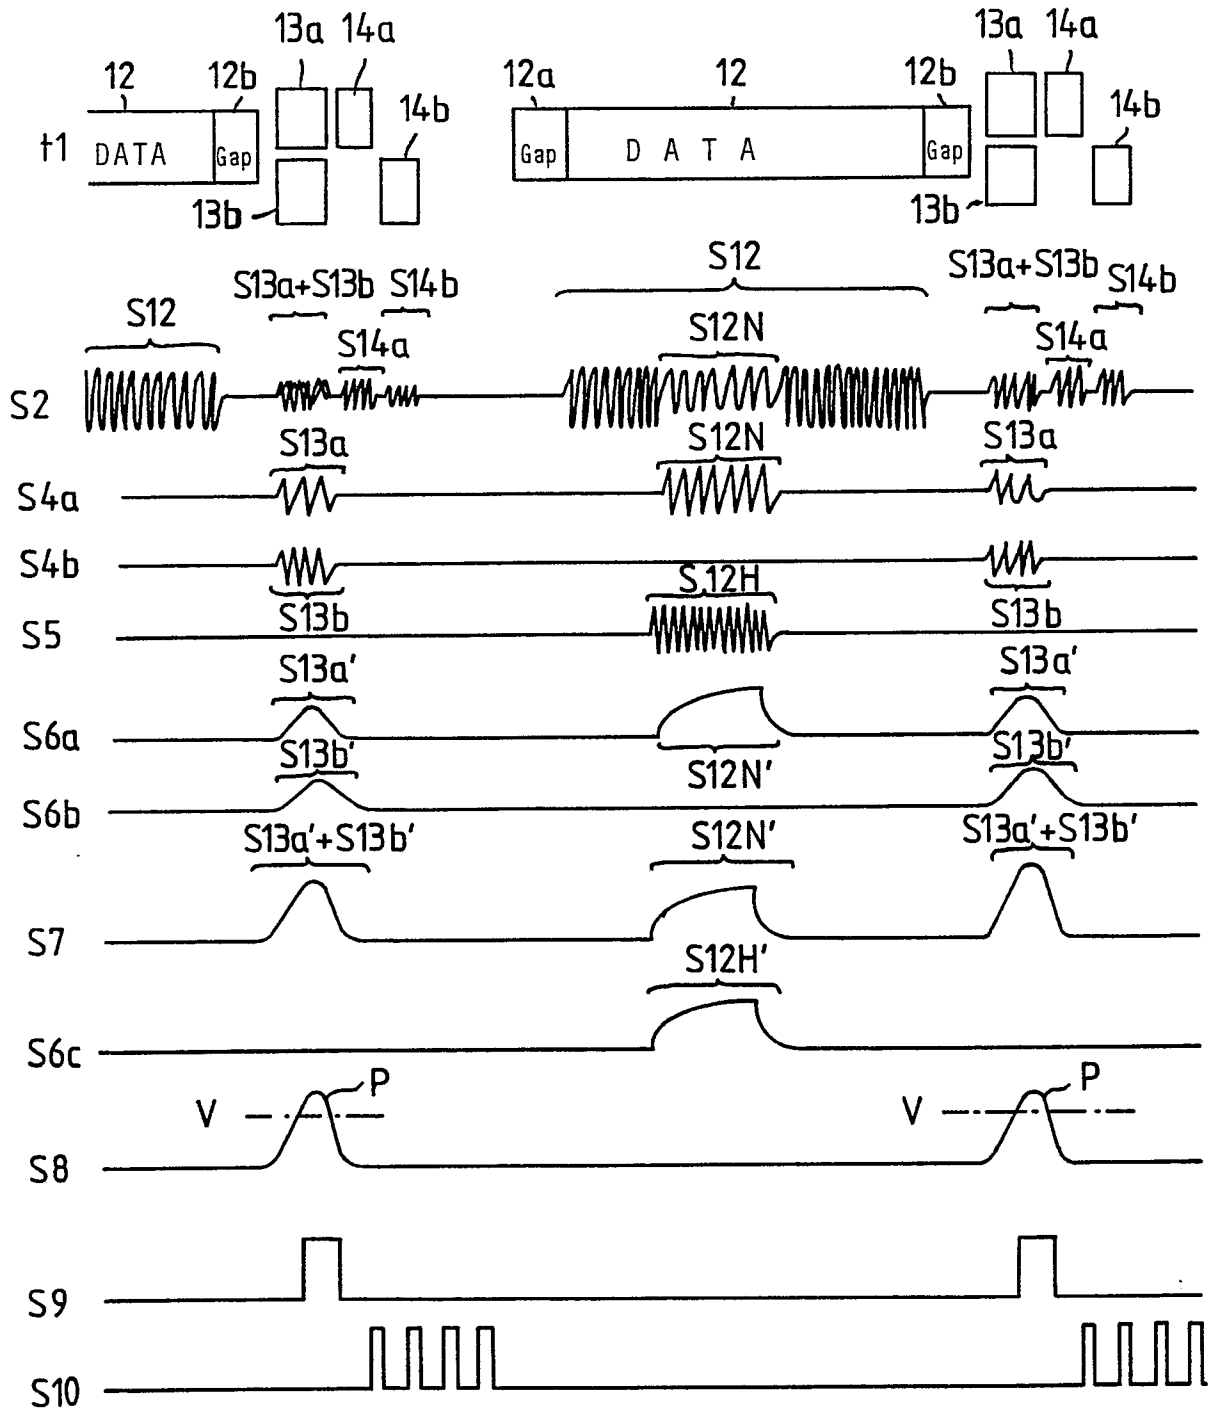 13a 14a 13a 14a
12 12b 14b 12a 12 12b 14b
t1 DATA Gap Gap D A T A Gap
13b 13b
S12 S13a+S13b S14b S12 S13a+S13b S14b
S14a S12N S14a
S2
S13a S12N S13a
S4a
S4b
S13b S12H S13b
S5
S13a' S13a'
S6a
S13b' S12N' S13b'
S6b
S13a'+S13b' S12N' S13a'+S13b'
S7
S12H'
S6c
V P V P
S8
S9
S10